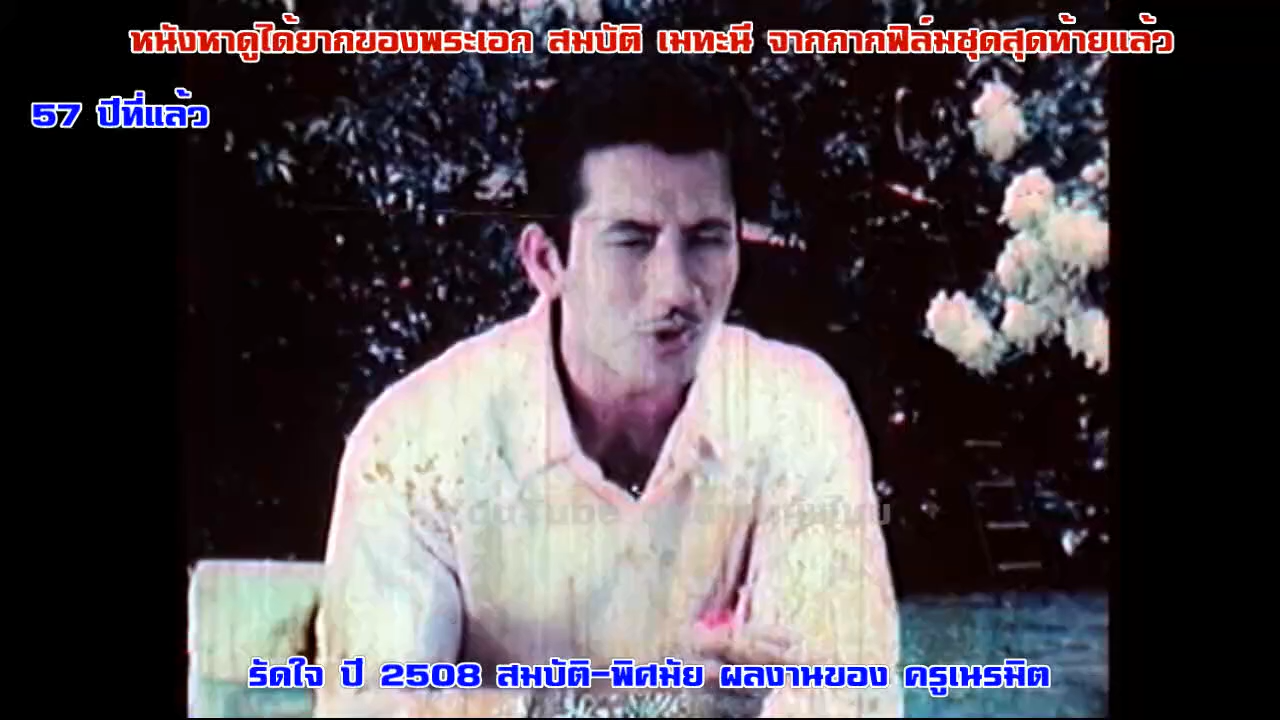 หนังหาดูได้ยากของพระเอก สมบัติ เมทะนี จากกากฟิล์มชุดสุดท้ายแล้ว
57 ปีที่แล้ว
YouTube
รัดใจ ปี 2508 สมบัติ-พิศมัย ผลงานของ ครูเนรมิต